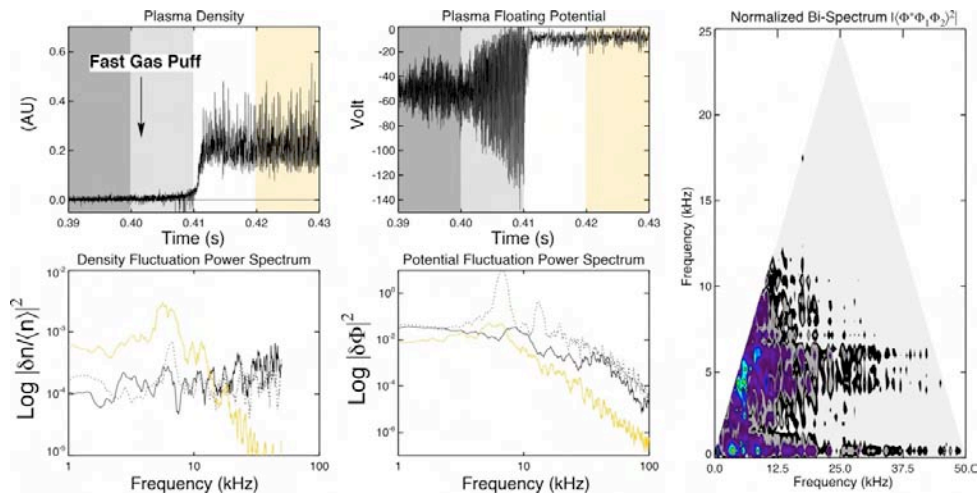 Plasma Density
0.6
0.4
0.2
0.0
(AU)
Fast Gas Puff
0.39 0.40 0.41 0.42 0.43
Time (s)
Plasma Floating Potential
0
-20
-40
-60
-80
-100
-120
-140
Volt
0.39 0.40 0.41 0.42 0.43
Time (s)
Normalized Bi-Spectrum |⟨Φ*Φ₁Φ₂⟩²|
25
20
15
10
5
0
Frequency (kHz)
0.0 12.5 25.0 37.5 50.0
Frequency (kHz)
Density Fluctuation Power Spectrum
10⁻²
10⁻³
10⁻⁴
Log |δn/⟨n⟩|²
1 10 100
Frequency (kHz)
Potential Fluctuation Power Spectrum
10⁰
10⁻²
10⁻⁴
10⁻⁶
Log |δΦ|²
1 10 100
Frequency (kHz)